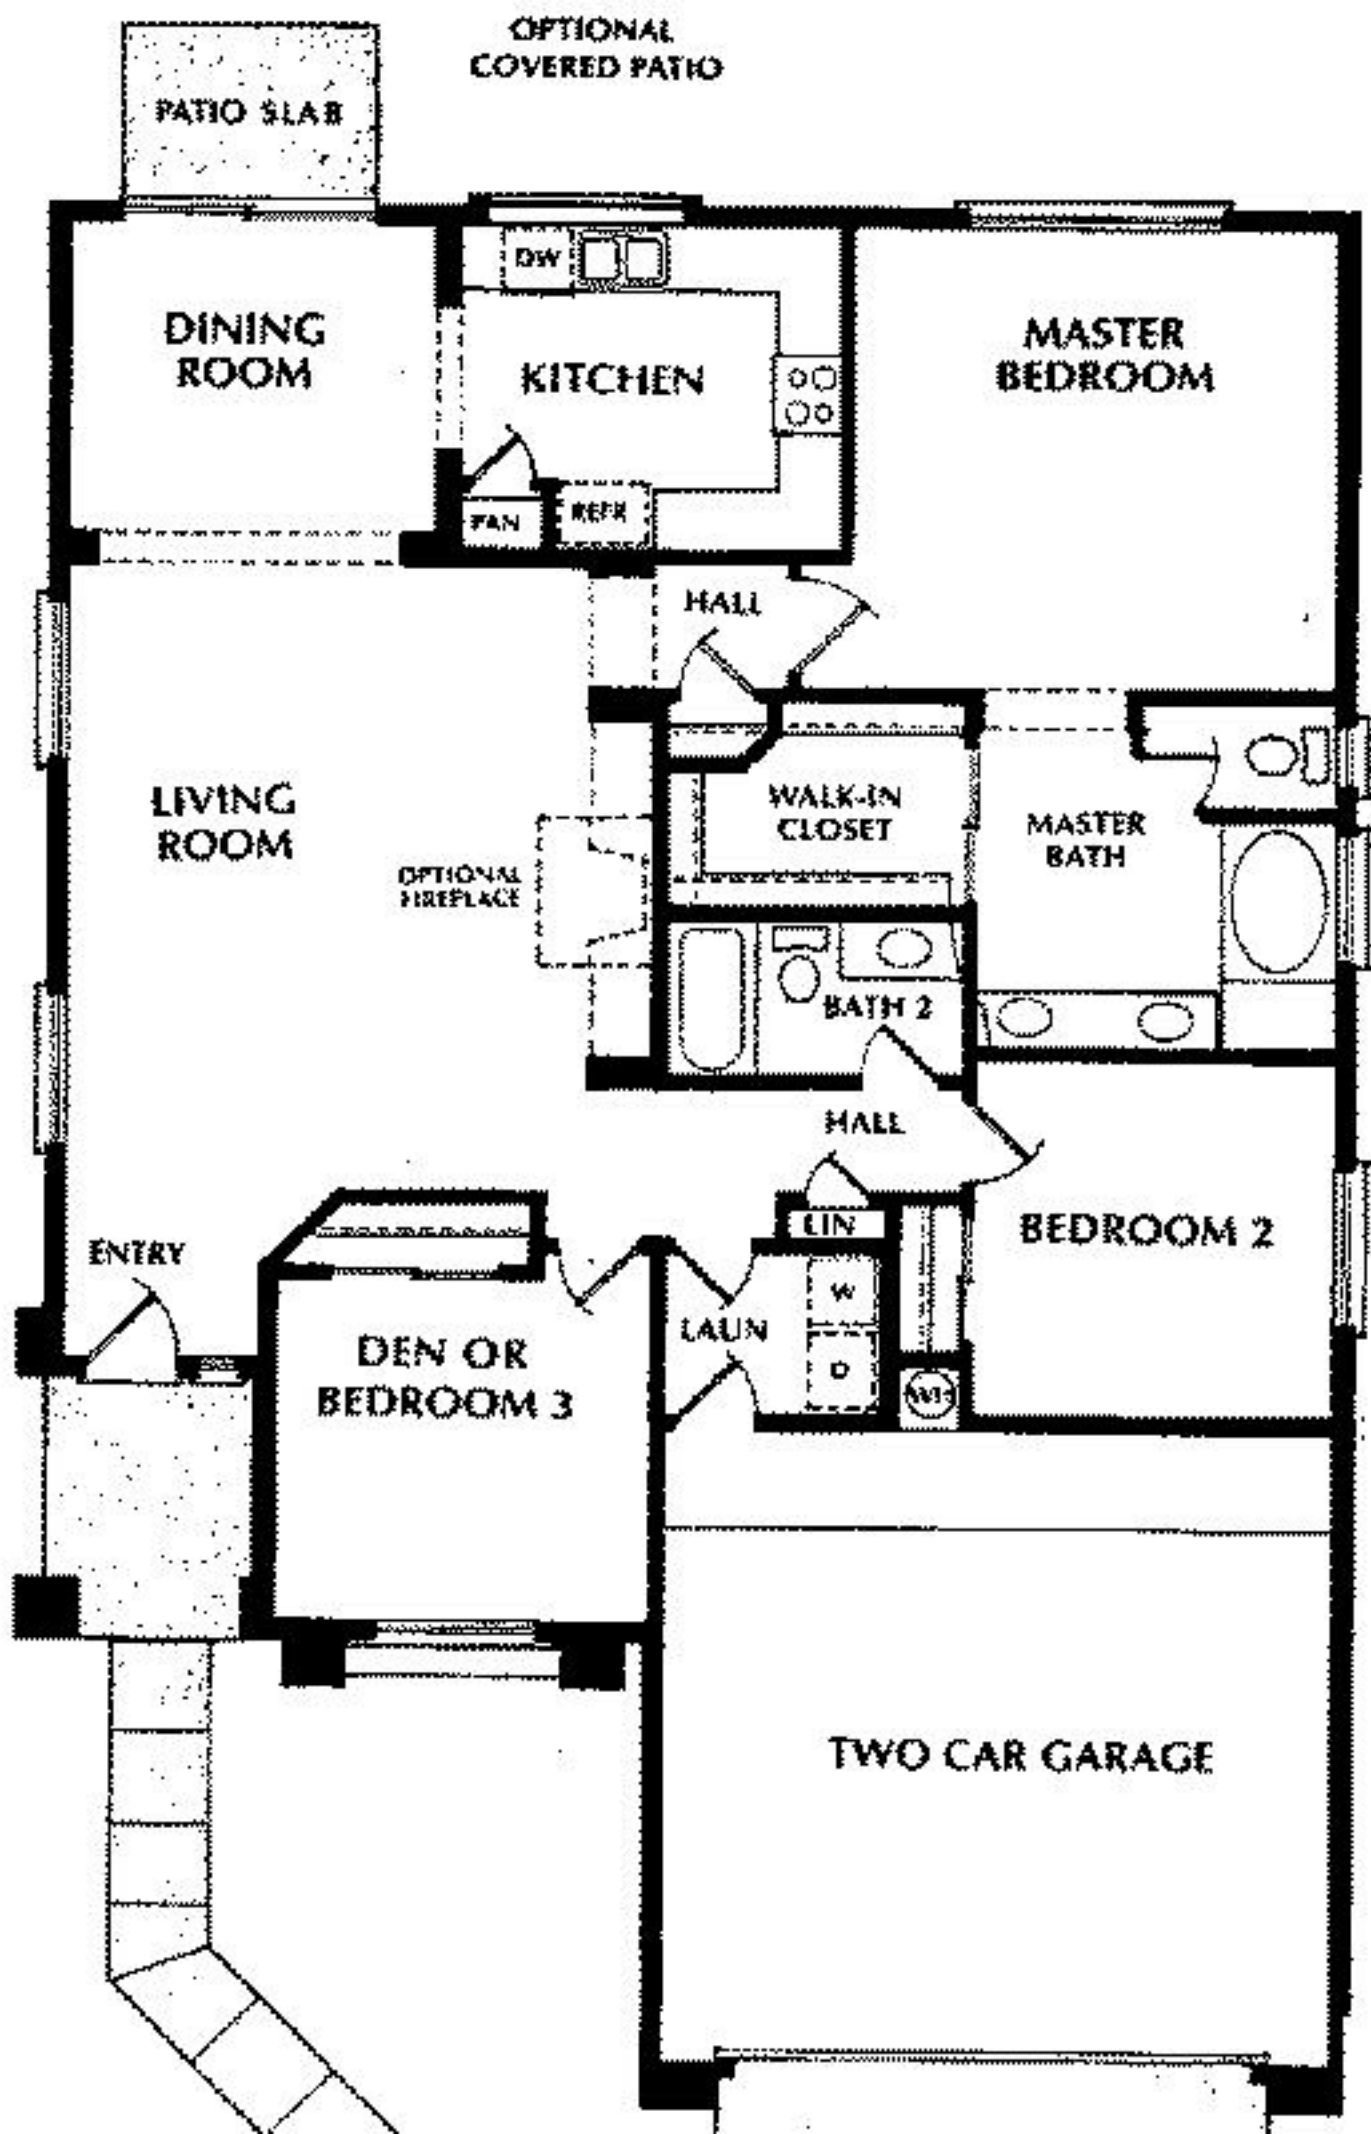 OPTIONAL
COVERED PATIO
PATIO SLAB
DW
DINING
ROOM
KITCHEN
MASTER
BEDROOM
PAN
REFR
HALL
LIVING
ROOM
WALK-IN
CLOSET
MASTER
BATH
OPTIONAL
FIREPLACE
BATH 2
HALL
LIN
BEDROOM 2
ENTRY
W
LAUN
D
DEN OR
BEDROOM 3
WH
TWO CAR GARAGE